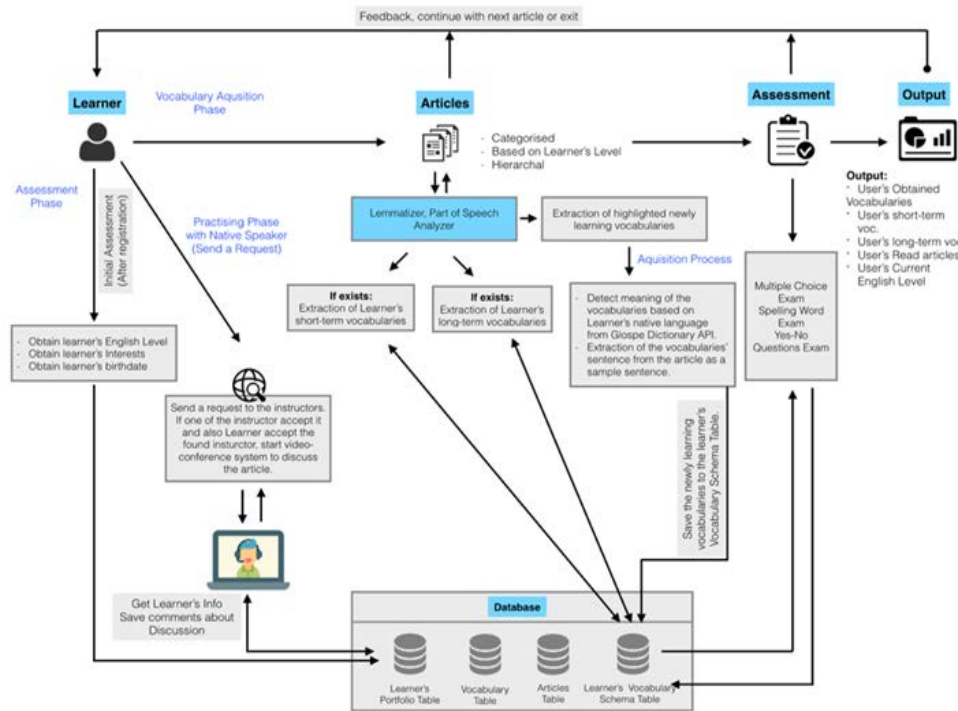 Feedback, continue with next article or exit
Learner
Vocabulary Aqusition
Phase
Articles
Assessment
Output
- Categorised
- Based on Learner's Level
- Hierarchal
Assessment
Phase
Initial Assessment
(After registration)
Practising Phase
with Native Speaker
(Send a Request)
Lemmatizer, Part of Speech
Analyzer
Extraction of highlighted newly
learning vocabularies
Output:
· User's Obtained
Vocabularies
· User's short-term
voc.
· User's long-term voc
· User's Read articles
· User's Current
English Level
Aquisition Process
If exists:
Extraction of Learner's
short-term vocabularies
If exists:
Extraction of Learner's
long-term vocabularies
- Detect meaning of the
vocabularies based on
Learner's native language
from Glospe Dictionary API.
- Extraction of the vocabularies'
sentence from the article as a
sample sentence.
Multiple Choice
Exam
Spelling Word
Exam
Yes-No
Questions Exam
- Obtain learner's English Level
- Obtain learner's Interests
- Obtain learner's birthdate
Send a request to the instructors.
If one of the instructor accept it
and also Learner accept the
found insturctor, start video-
conference system to discuss
the article.
Save the newly learning
vocabularies to the learner's
Vocabulary Schema Table.
Get Learner's Info
Save comments about
Discussion
Database
Learner's
Portfolio Table
Vocabulary
Table
Articles
Table
Learner's Vocabulary
Schema Table